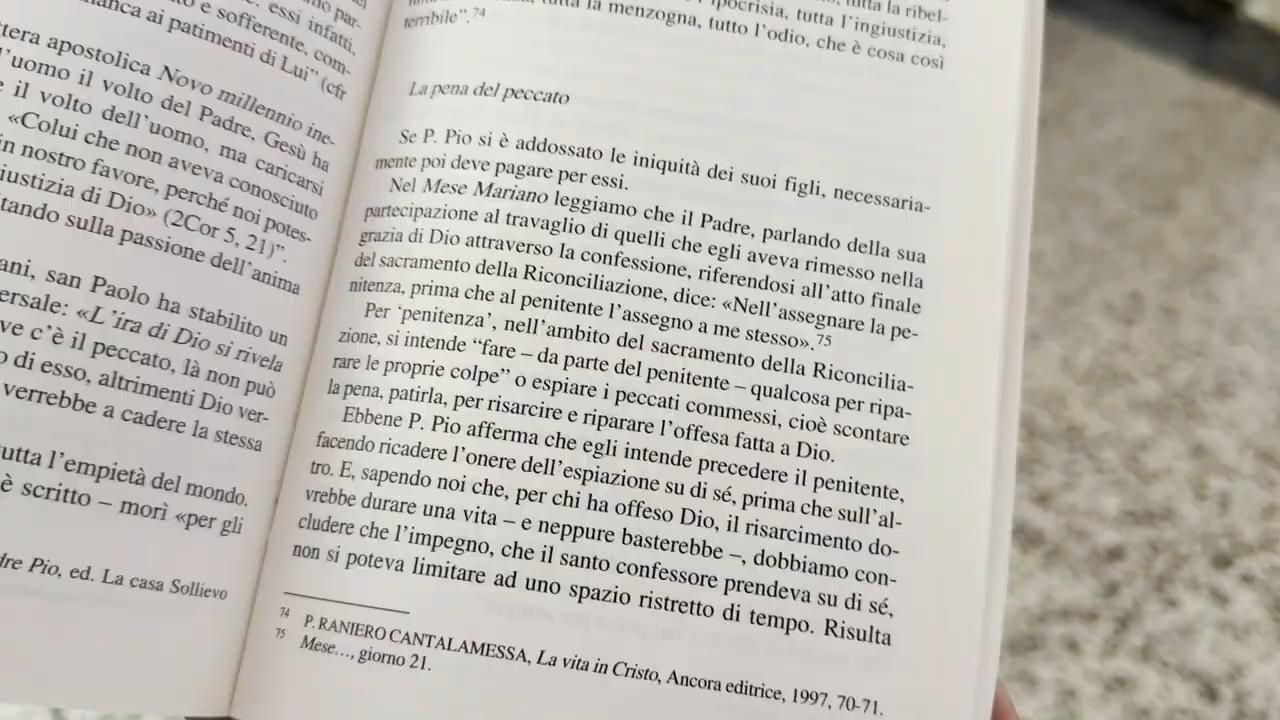 essi infatti,
e sofferente, com-
manca ai patimenti di Lui” (cfr
ttera apostolica Novo millennio ine-
l’uomo il volto del Padre, Gesù ha
il volto dell’uomo, ma caricarsi
«Colui che non aveva conosciuto
in nostro favore, perché noi potes-
iustizia di Dio» (2Cor 5, 21)”.
tando sulla passione dell’anima
ani, san Paolo ha stabilito un
ersale: «L’ira di Dio si rivela
ve c’è il peccato, là non può
o di esso, altrimenti Dio ver-
verrebbe a cadere la stessa
utta l’empietà del mondo.
è scritto – morì «per gli
dre Pio, ed. La casa Sollievo
tutta la ribel-
ipocrisia, tutta l’ingiustizia,
tutta la menzogna, tutto l’odio, che è cosa così
terribile”.74
La pena del peccato
Se P. Pio si è addossato le iniquità dei suoi figli, necessaria-
mente poi deve pagare per essi.
Nel Mese Mariano leggiamo che il Padre, parlando della sua
partecipazione al travaglio di quelli che egli aveva rimesso nella
grazia di Dio attraverso la confessione, riferendosi all’atto finale
del sacramento della Riconciliazione, dice: «Nell’assegnare la pe-
nitenza, prima che al penitente l’assegno a me stesso».75
Per ‘penitenza’, nell’ambito del sacramento della Riconcilia-
zione, si intende “fare – da parte del penitente – qualcosa per ripa-
rare le proprie colpe” o espiare i peccati commessi, cioè scontare
la pena, patirla, per risarcire e riparare l’offesa fatta a Dio.
Ebbene P. Pio afferma che egli intende precedere il penitente,
facendo ricadere l’onere dell’espiazione su di sé, prima che sull’al-
tro. E, sapendo noi che, per chi ha offeso Dio, il risarcimento do-
vrebbe durare una vita – e neppure basterebbe –, dobbiamo con-
cludere che l’impegno, che il santo confessore prendeva su di sé,
non si poteva limitare ad uno spazio ristretto di tempo. Risulta
74 P. RANIERO CANTALAMESSA, La vita in Cristo, Ancora editrice, 1997, 70-71.
75 Mese…, giorno 21.